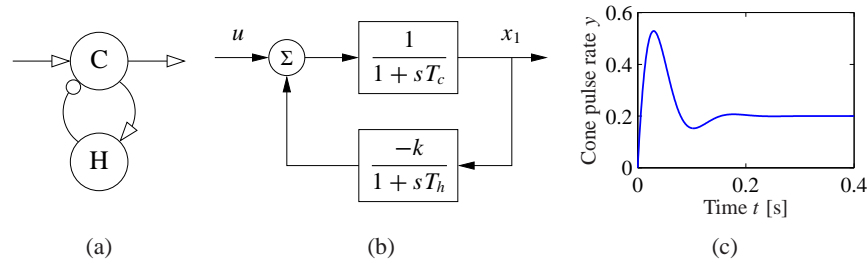 C
H
(a)
u
Σ
1
1 + sT_c
x_1
−k
1 + sT_h
(b)
Cone pulse rate y
0.6
0.4
0.2
0
0
0.2
0.4
Time t [s]
(c)